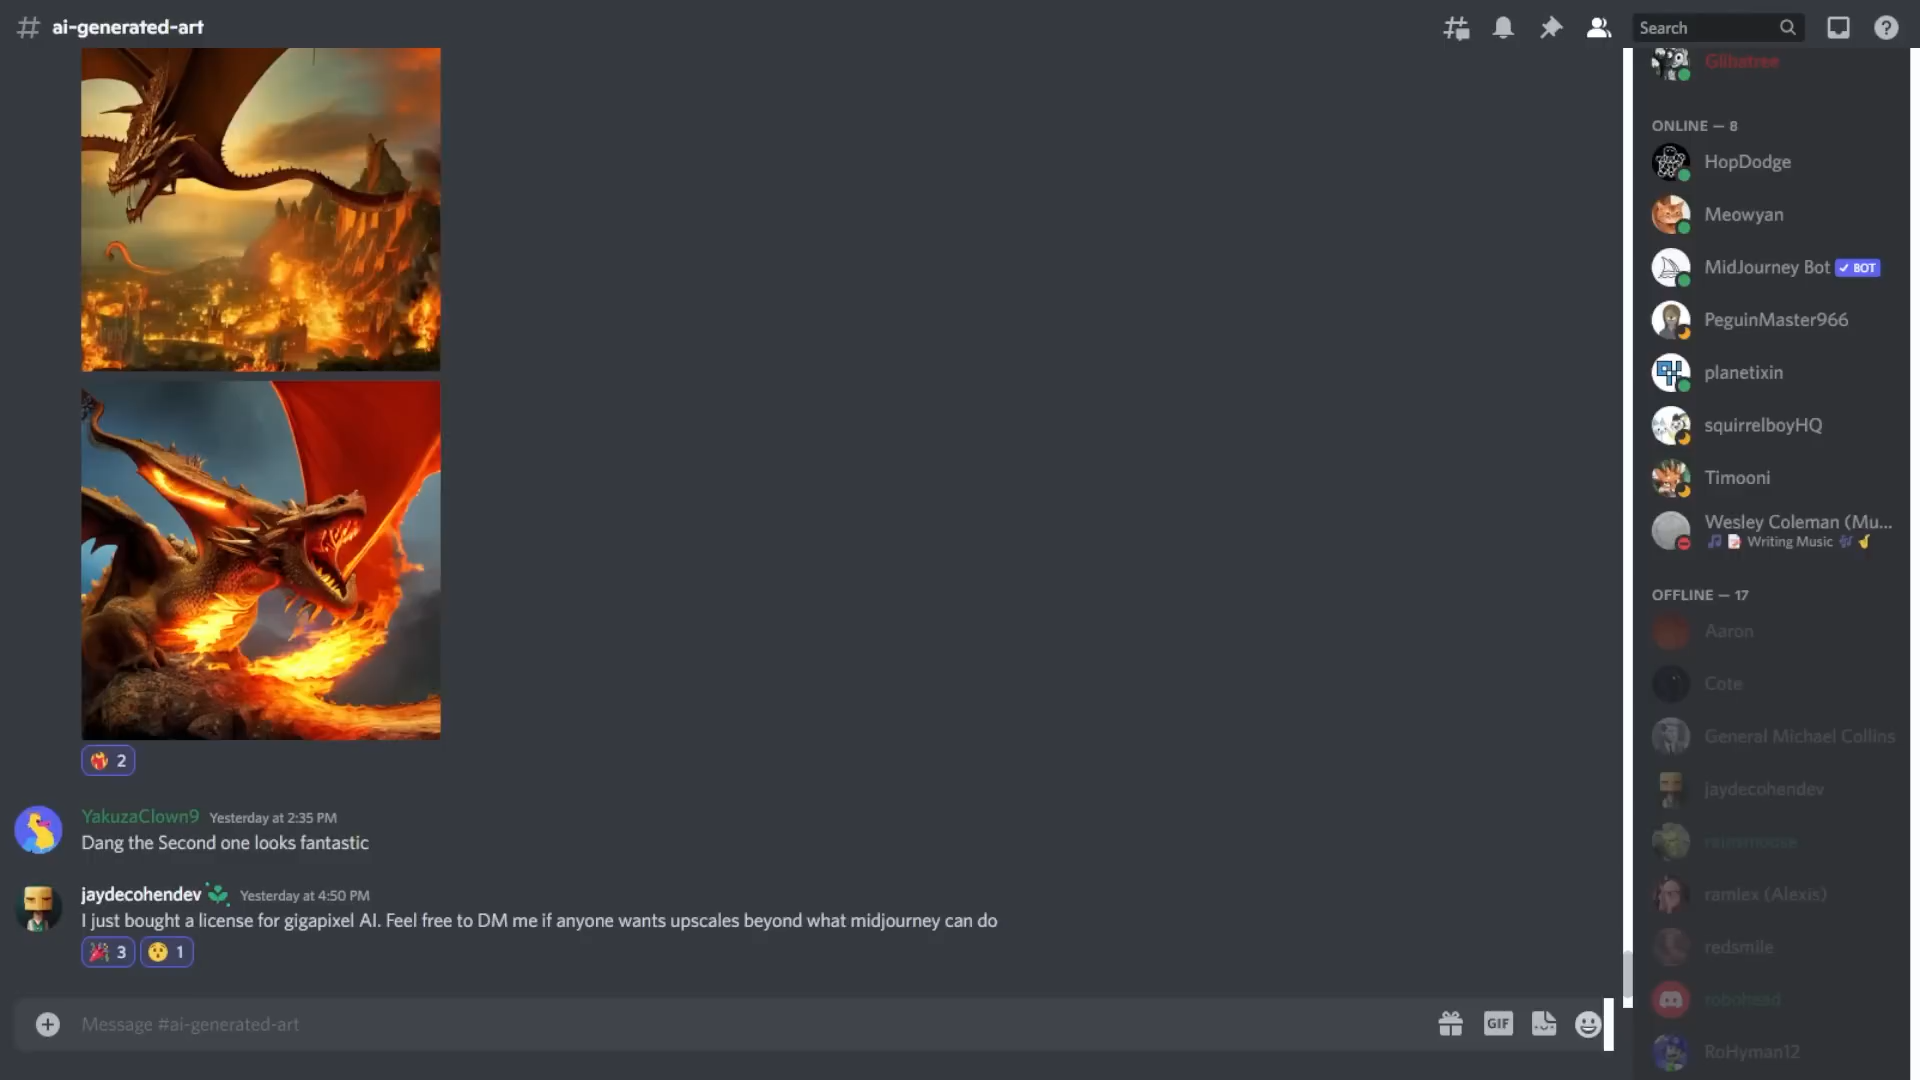 ai-generated-art
Search
2
YakuzaClown9 Yesterday at 2:35 PM
Dang the Second one looks fantastic
jaydecohendev Yesterday at 4:50 PM
I just bought a license for gigapixel AI. Feel free to DM me if anyone wants upscales beyond what midjourney can do
3 1
Message #ai-generated-art
GIF
Glibatree
ONLINE — 8
HopDodge
Meowyan
MidJourney Bot BOT
PeguinMaster966
planetixin
squirrelboyHQ
Timooni
Wesley Coleman (Mu...
Writing Music
OFFLINE — 17
Aaron
Cote
General Michael Collins
jaydecohendev
ramlex (Alexis)
redsmile
robohead
RoHyman12